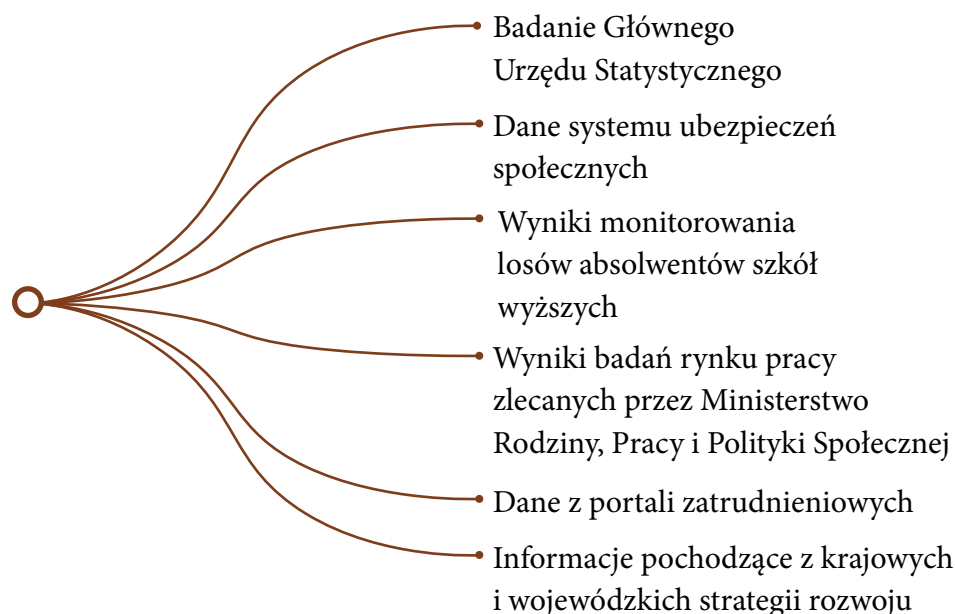 Badanie Głównego
Urzędu Statystycznego
Dane systemu ubezpieczeń
społecznych
Wyniki monitorowania
losów absolwentów szkół
wyższych
Wyniki badań rynku pracy
zlecanych przez Ministerstwo
Rodziny, Pracy i Polityki Społecznej
Dane z portali zatrudnieniowych
Informacje pochodzące z krajowych
i wojewódzkich strategii rozwoju